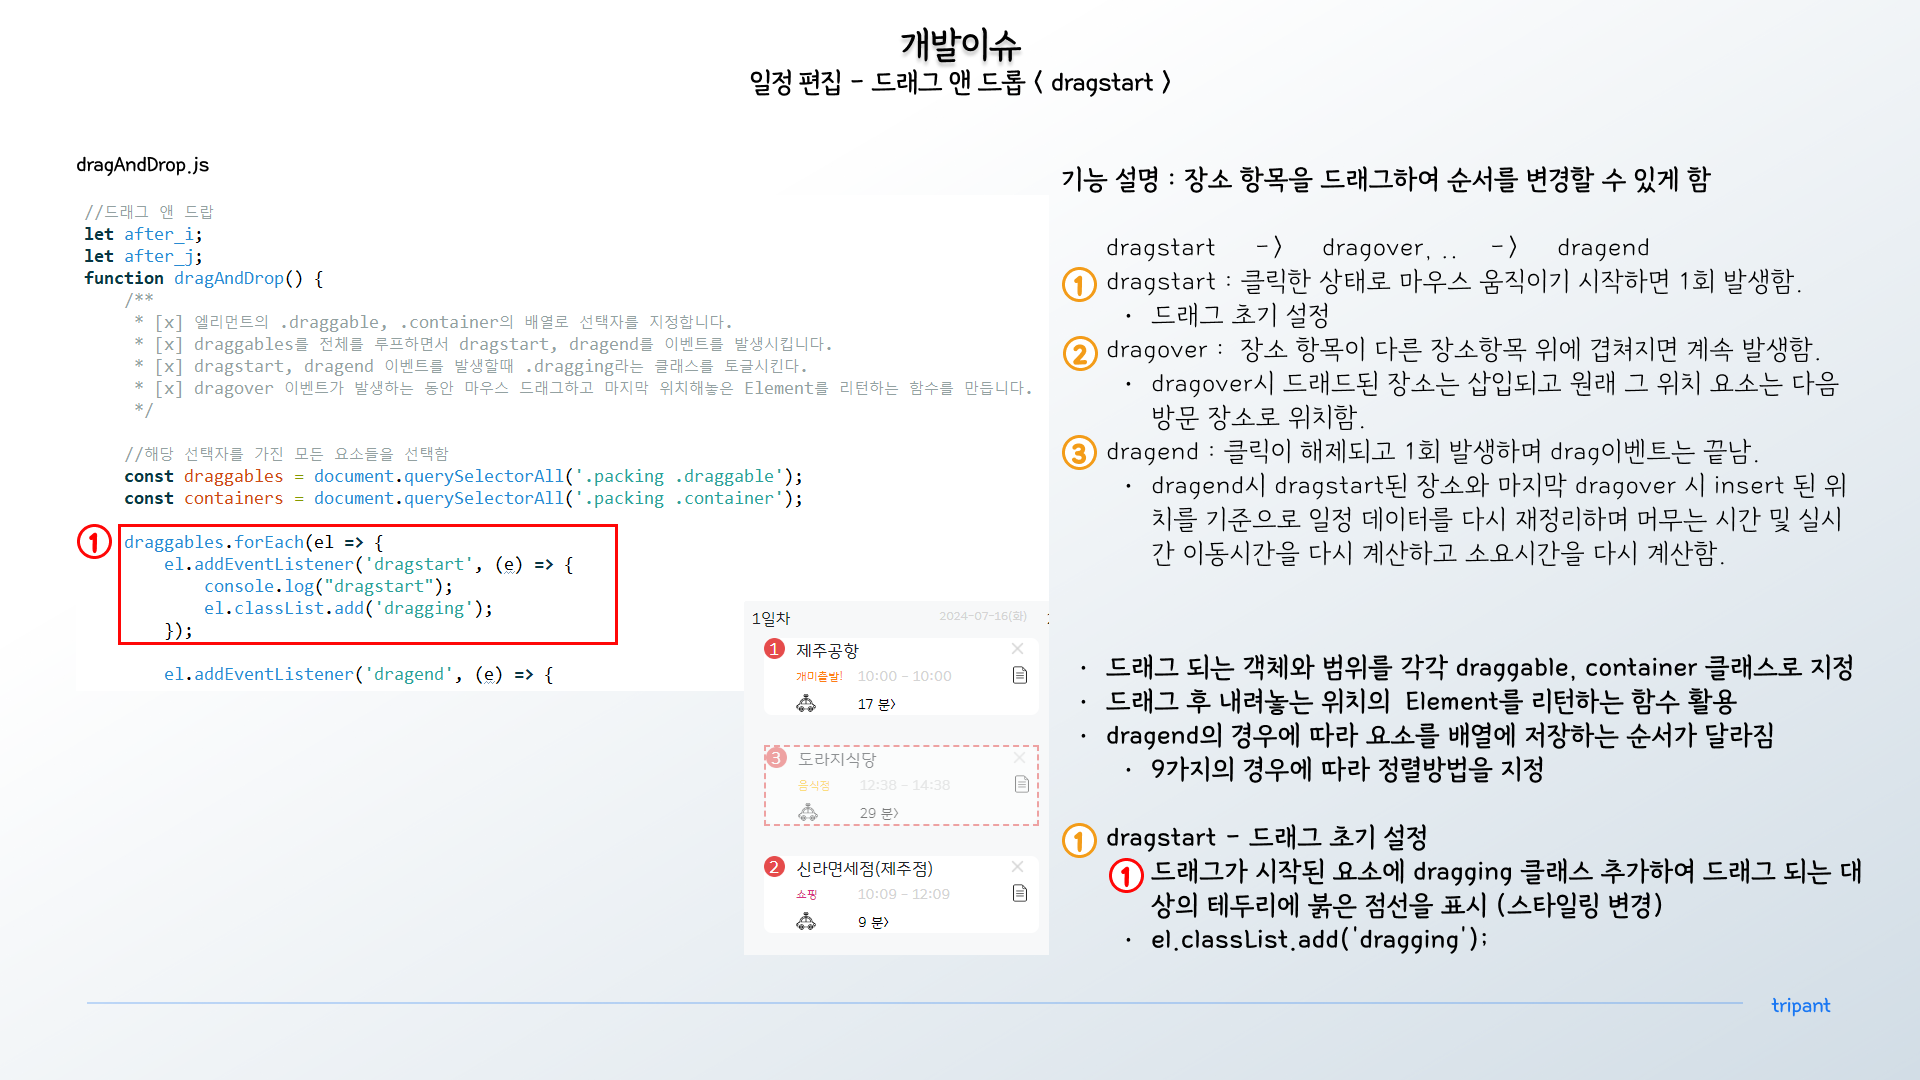 개발이슈
일정 편집 - 드래그 앤 드롭 < dragstart >
dragAndDrop.js
//드래그 앤 드랍
let after_i;
let after_j;
function dragAndDrop() {
/**
* [x] 엘리먼트의 .draggable, .container의 배열로 선택자를 지정합니다.
* [x] draggables를 전체를 루프하면서 dragstart, dragend를 이벤트를 발생시킵니다.
* [x] dragstart, dragend 이벤트를 발생할때 .dragging라는 클래스를 토글시킨다.
* [x] dragover 이벤트가 발생하는 동안 마우스 드래그하고 마지막 위치해놓은 Element를 리턴하는 함수를 만듭니다.
*/
//해당 선택자를 가진 모든 요소들을 선택함
const draggables = document.querySelectorAll('.packing .draggable');
const containers = document.querySelectorAll('.packing .container');
1
draggables.forEach(el => {
el.addEventListener('dragstart', (e) => {
console.log("dragstart");
el.classList.add('dragging');
});
el.addEventListener('dragend', (e) => {
1일차 2024-07-16(화)
1 제주공항 ×
개미출발! 10:00 - 10:00
17 분>
3 도라지식당 ×
음식점 12:38 - 14:38
29 분>
2 신라면세점(제주점) ×
쇼핑 10:09 - 12:09
9 분>
기능 설명 : 장소 항목을 드래그하여 순서를 변경할 수 있게 함
dragstart -> dragover, .. -> dragend
1 dragstart : 클릭한 상태로 마우스 움직이기 시작하면 1회 발생함.
· 드래그 초기 설정
2 dragover : 장소 항목이 다른 장소항목 위에 겹쳐지면 계속 발생함.
· dragover시 드래드된 장소는 삽입되고 원래 그 위치 요소는 다음
방문 장소로 위치함.
3 dragend : 클릭이 해제되고 1회 발생하며 drag이벤트는 끝남.
· dragend시 dragstart된 장소와 마지막 dragover 시 insert 된 위
치를 기준으로 일정 데이터를 다시 재정리하며 머무는 시간 및 실시
간 이동시간을 다시 계산하고 소요시간을 다시 계산함.
· 드래그 되는 객체와 범위를 각각 draggable, container 클래스로 지정
· 드래그 후 내려놓는 위치의 Element를 리턴하는 함수 활용
· dragend의 경우에 따라 요소를 배열에 저장하는 순서가 달라짐
· 9가지의 경우에 따라 정렬방법을 지정
1 dragstart - 드래그 초기 설정
1 드래그가 시작된 요소에 dragging 클래스 추가하여 드래그 되는 대
상의 테두리에 붉은 점선을 표시 (스타일링 변경)
· el.classList.add('dragging');
tripant